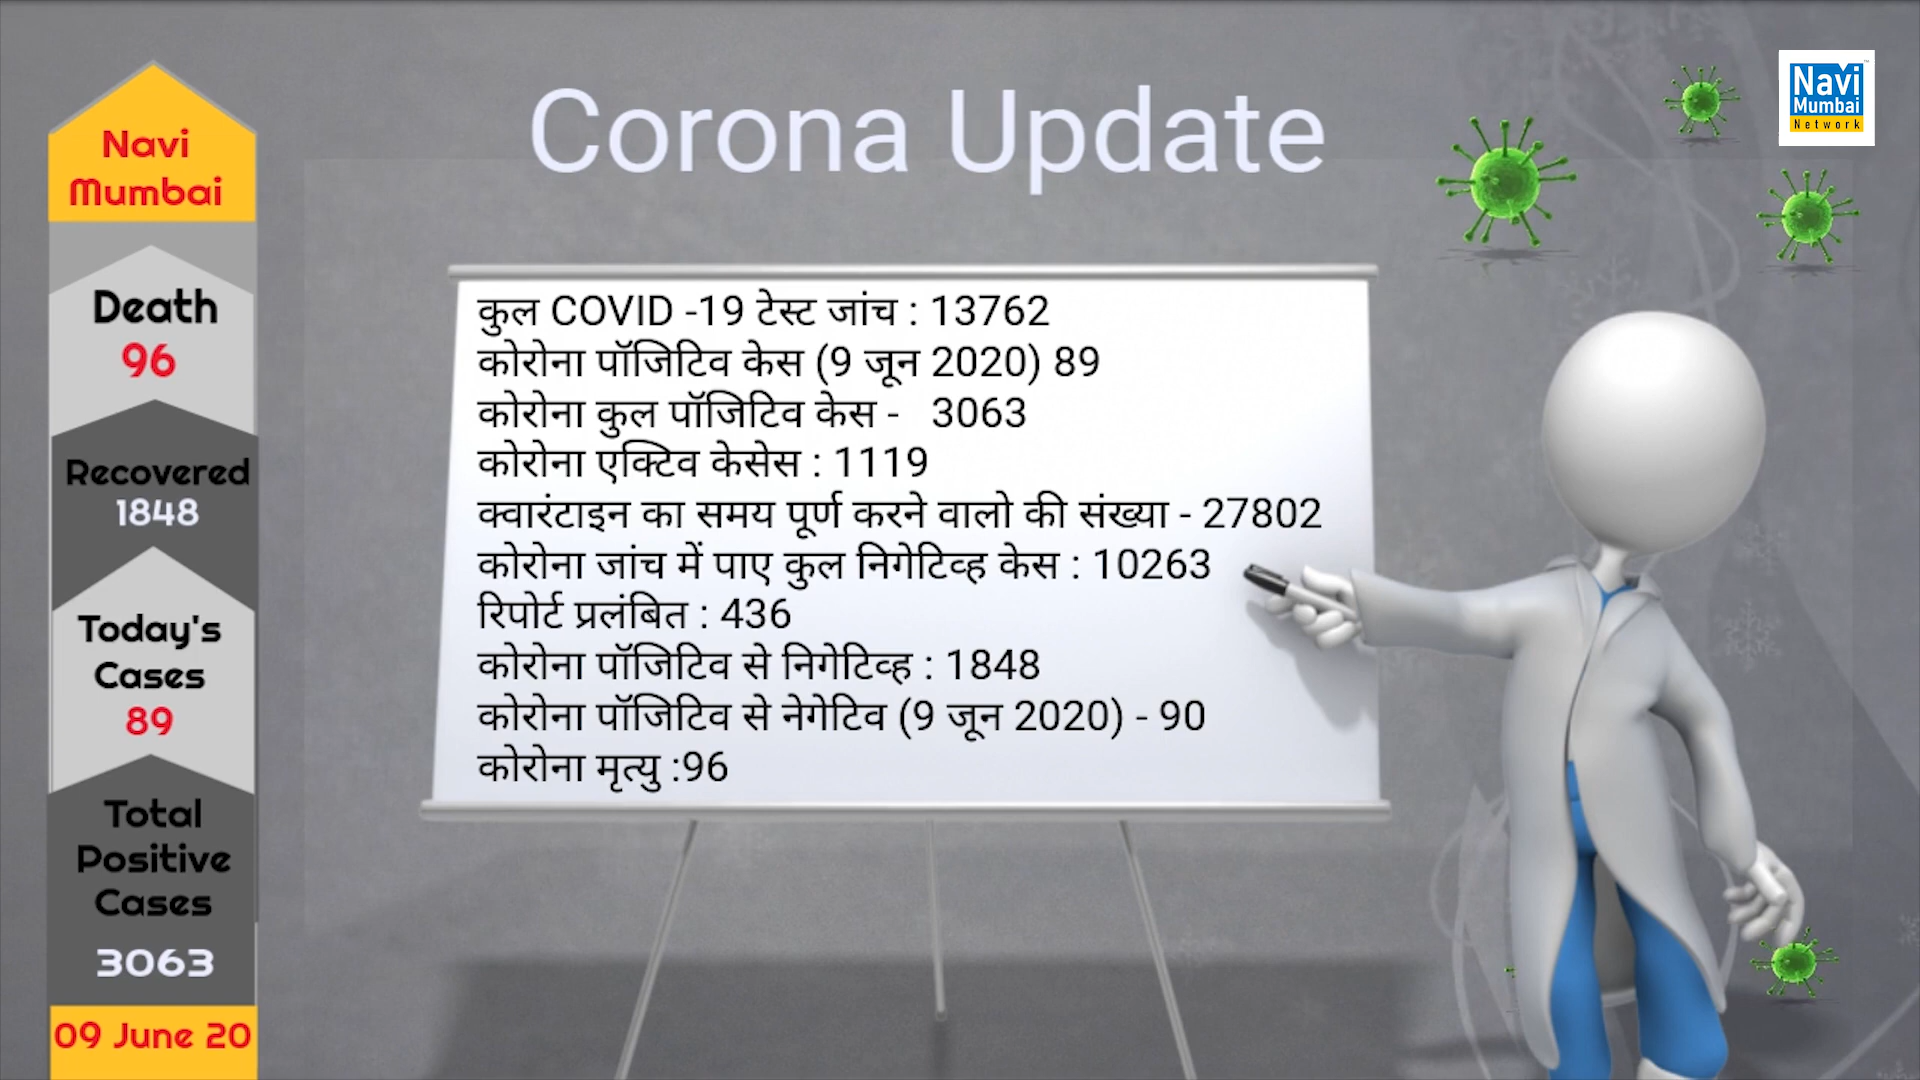 Navi
Mumbai
Death
96
Recovered
1848
Today's
Cases
89
Total
Positive
Cases
3063
09 June 20
Corona Update
कुल COVID -19 टेस्ट जांच : 13762
कोरोना पॉजिटिव केस (9 जून 2020) 89
कोरोना कुल पॉजिटिव केस - 3063
कोरोना एक्टिव केसेस : 1119
क्वारंटाइन का समय पूर्ण करने वालो की संख्या - 27802
कोरोना जांच में पाए कुल निगेटिव्ह केस : 10263
रिपोर्ट प्रलंबित : 436
कोरोना पॉजिटिव से निगेटिव्ह : 1848
कोरोना पॉजिटिव से नेगेटिव (9 जून 2020) - 90
कोरोना मृत्यु :96
Navi
Mumbai
Network